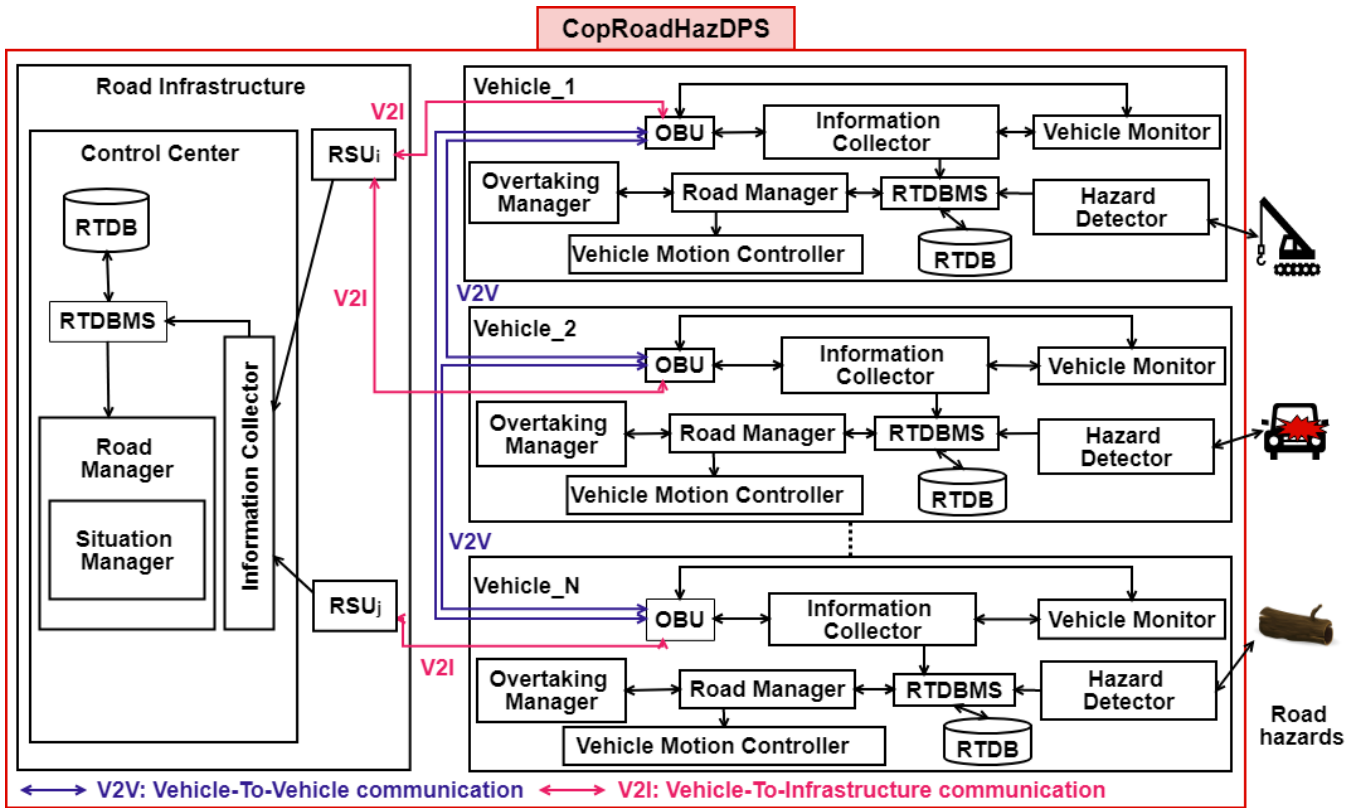 CopRoadHazDPS
Road Infrastructure
Control Center
RTDB
RTDBMS
Road
Manager
Situation
Manager
Information Collector
RSUi
RSUj
V2I
V2I
V2I
V2V
V2V
Vehicle_1
OBU
Information
Collector
Vehicle Monitor
Overtaking
Manager
Road Manager
RTDBMS
Hazard
Detector
Vehicle Motion Controller
RTDB
Vehicle_2
OBU
Information
Collector
Vehicle Monitor
Overtaking
Manager
Road Manager
RTDBMS
Hazard
Detector
Vehicle Motion Controller
RTDB
Vehicle_N
OBU
Information
Collector
Vehicle Monitor
Overtaking
Manager
Road Manager
RTDBMS
Hazard
Detector
Vehicle Motion Controller
RTDB
Road
hazards
V2V: Vehicle-To-Vehicle communication
V2I: Vehicle-To-Infrastructure communication